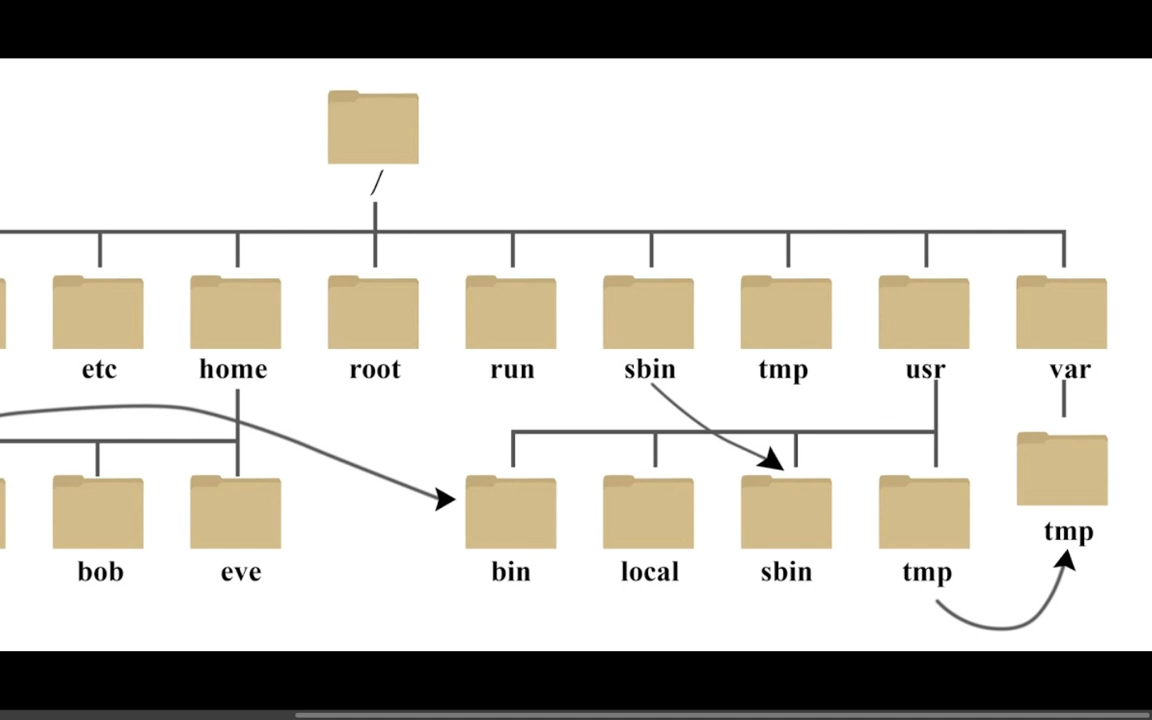 /
etc home root run sbin tmp usr var
tmp
bob eve bin local sbin tmp